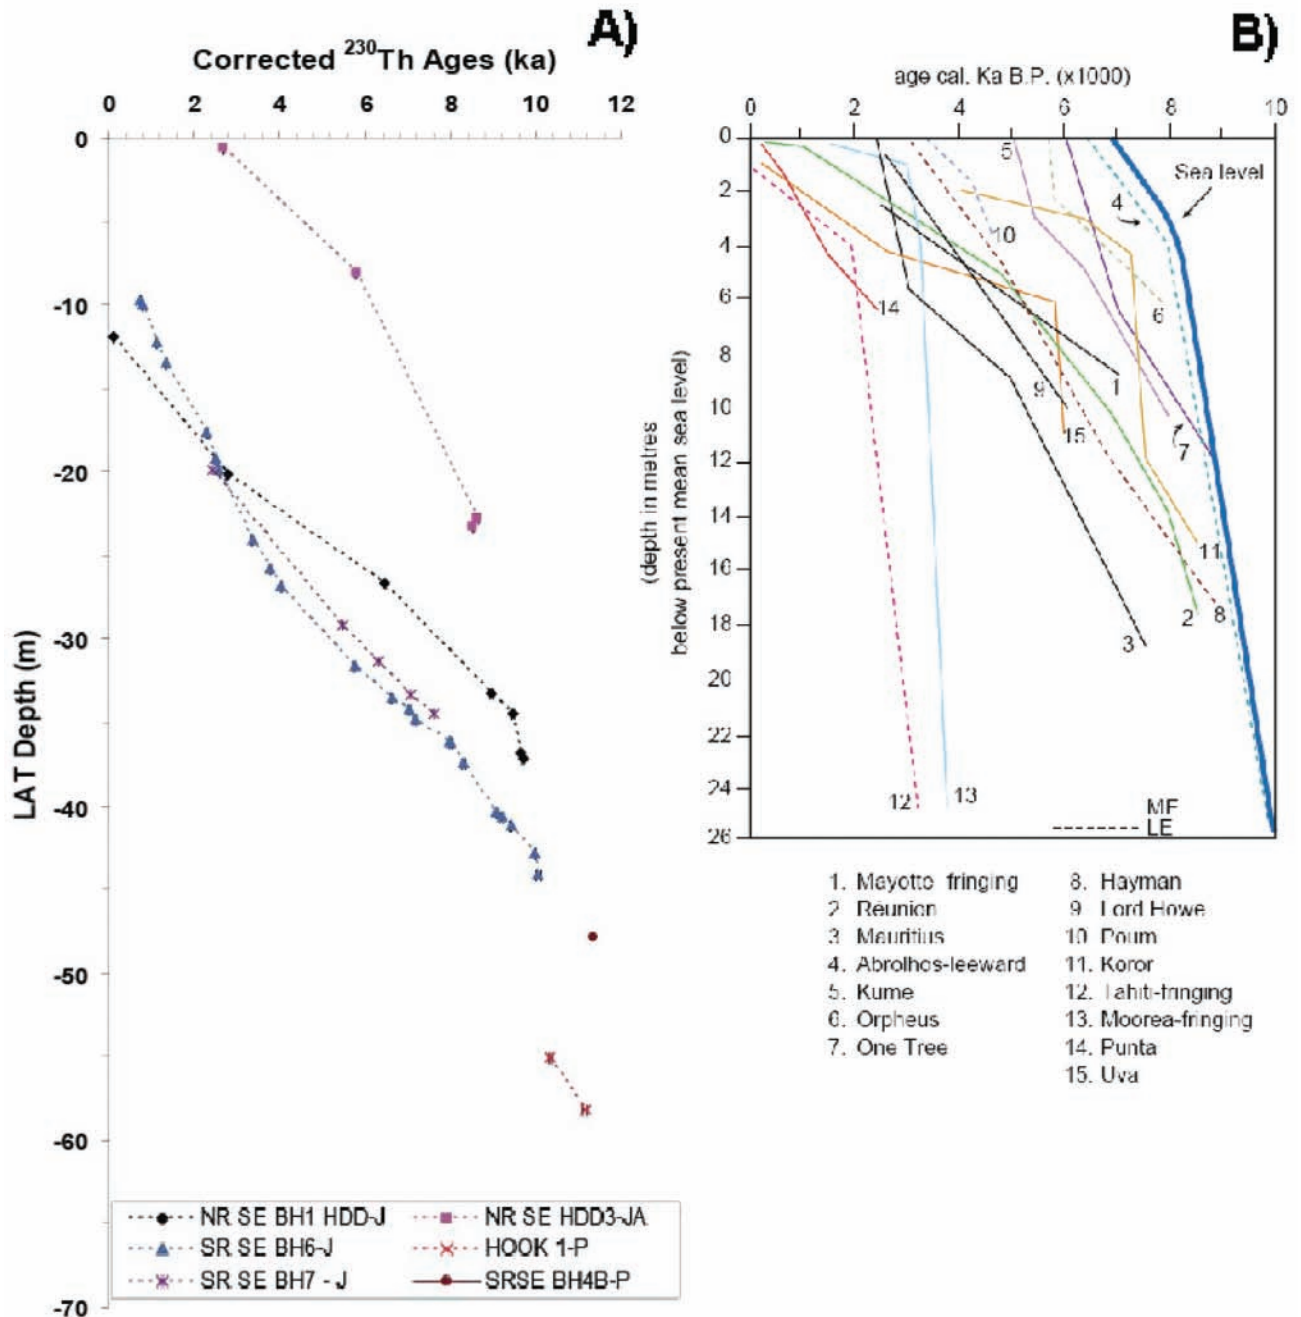 A)
Corrected 230Th Ages (ka)
0 2 4 6 8 10 12
0
-10
-20
-30
-40
-50
-60
-70
LAT Depth (m)
NR SE BH1 HDD-J
NR SE HDD3-JA
SR SE BH6-J
HOOK 1-P
SR SE BH7 - J
SRSE BH4B-P
B)
age cal. Ka B.P. (x1000)
0 2 4 6 8 10
0
2
4
6
8
10
12
14
16
18
20
22
24
26
(depth in metres
below present mean sea level)
Sea level
5
4
10
6
14
1
9
15
7
11
2
8
3
12
13
MF
LE
1. Mayotte fringing
2 Reunion
3 Mauritius
4. Abrolhos-leeward
5. Kume
6. Orpheus
7. One Tree
8. Hayman
9 Lord Howe
10 Poum
11. Koror
12. Tahiti-fringing
13. Moorea-fringing
14. Punta
15. Uva